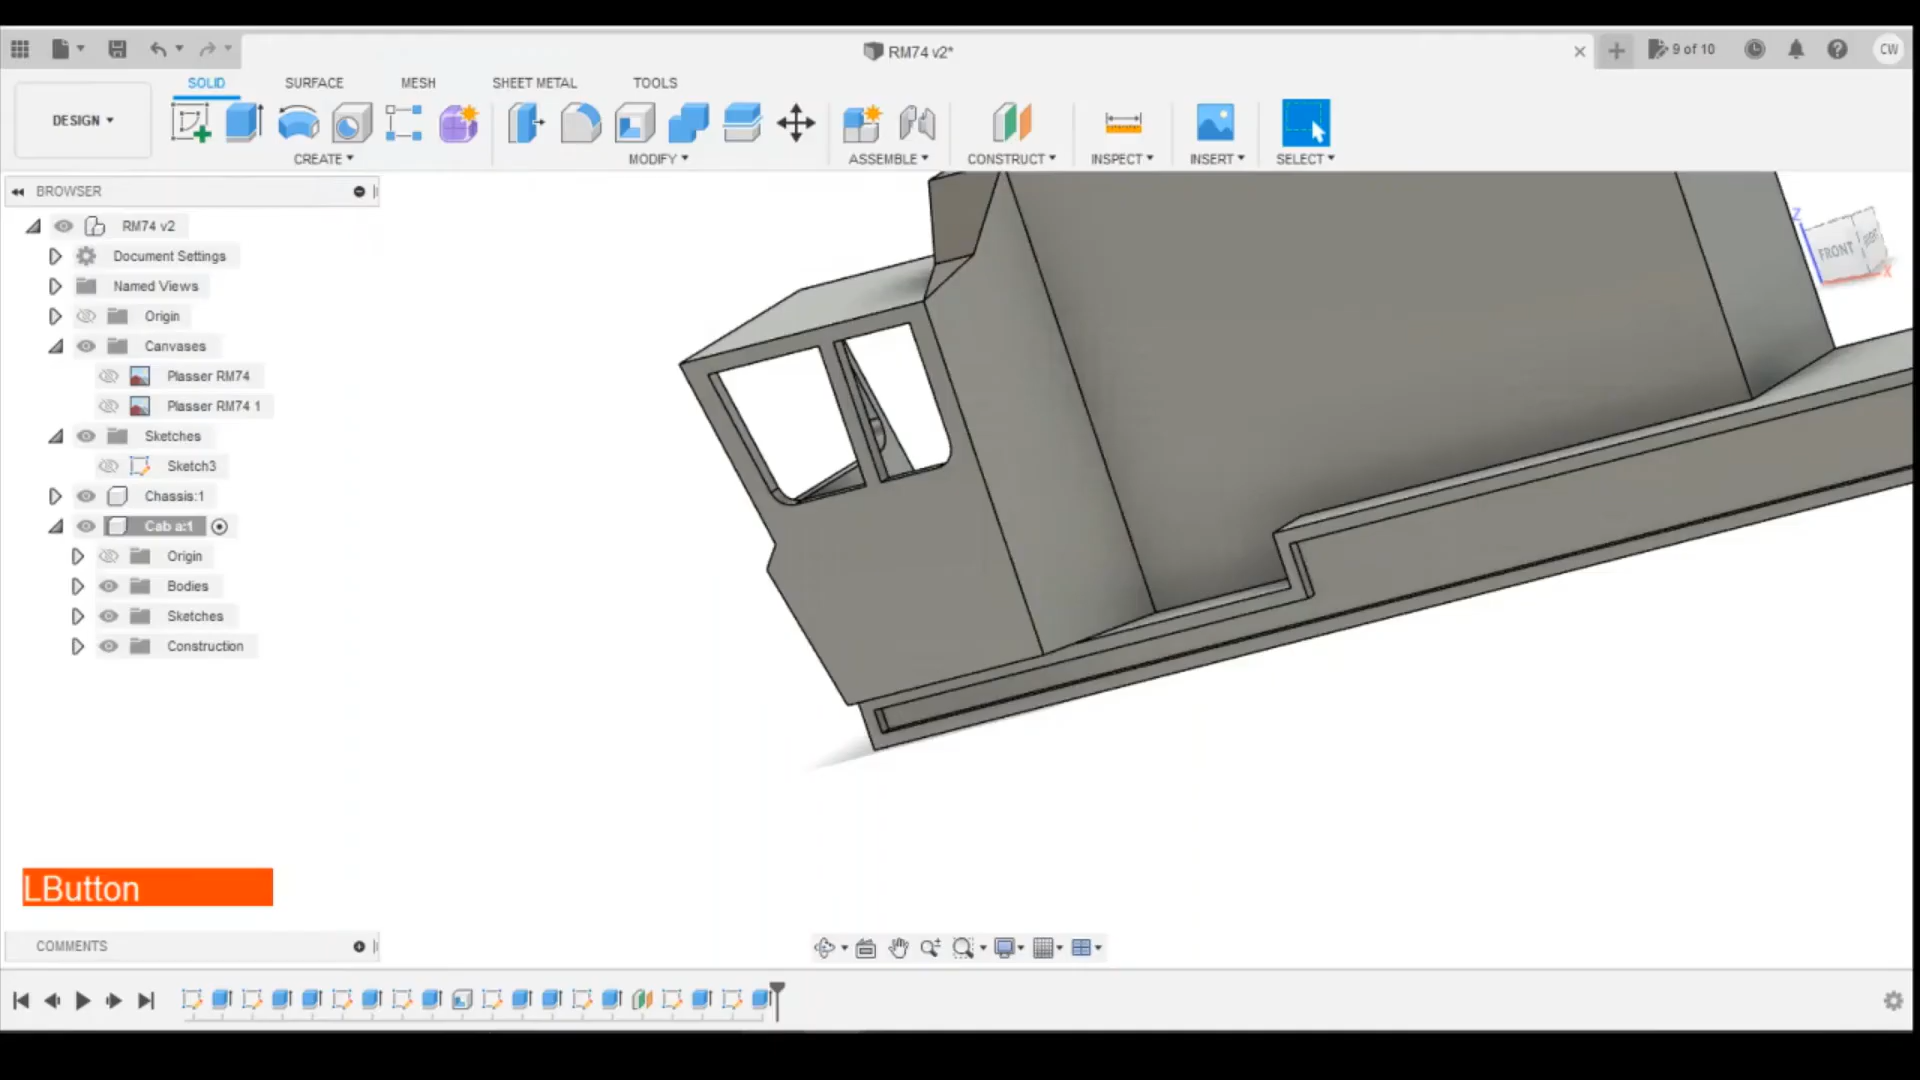 RM74 v2*
9 of 10
CW
DESIGN
SOLID
SURFACE
MESH
SHEET METAL
TOOLS
CREATE
MODIFY
ASSEMBLE
CONSTRUCT
INSPECT
INSERT
SELECT
BROWSER
RM74 v2
Document Settings
Named Views
Origin
Canvases
Plasser RM74
Plasser RM74 1
Sketches
Sketch3
Chassis:1
Cab a:1
Origin
Bodies
Sketches
Construction
Z
FRONT
X
LButton
COMMENTS